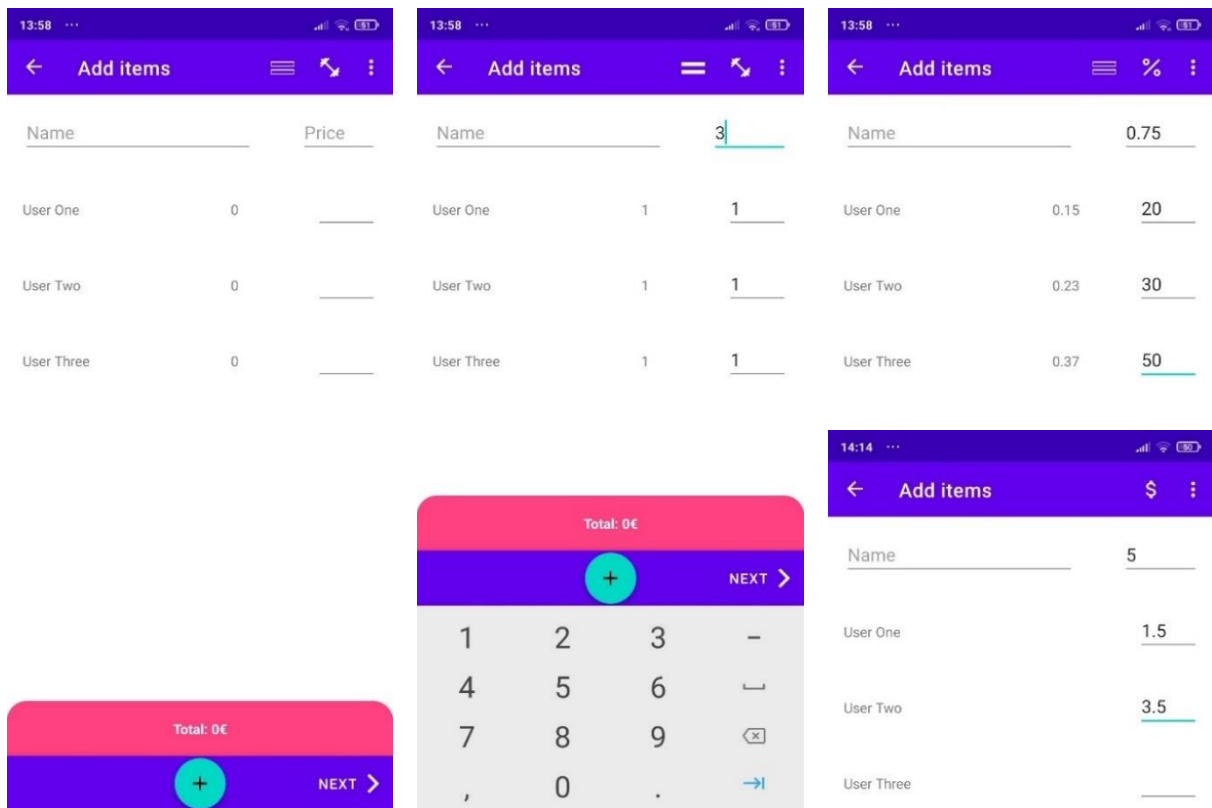 13:58 ...
51
Add items
Name Price
User One 0
User Two 0
User Three 0
Total: 0€
+ NEXT
13:58 ...
51
Add items
Name 3
User One 1 1
User Two 1 1
User Three 1 1
Total: 0€
+ NEXT
1 2 3 –
4 5 6
7 8 9
, 0 .
13:58 ...
51
Add items %
Name 0.75
User One 0.15 20
User Two 0.23 30
User Three 0.37 50
14:14 ...
50
Add items $
Name 5
User One 1.5
User Two 3.5
User Three